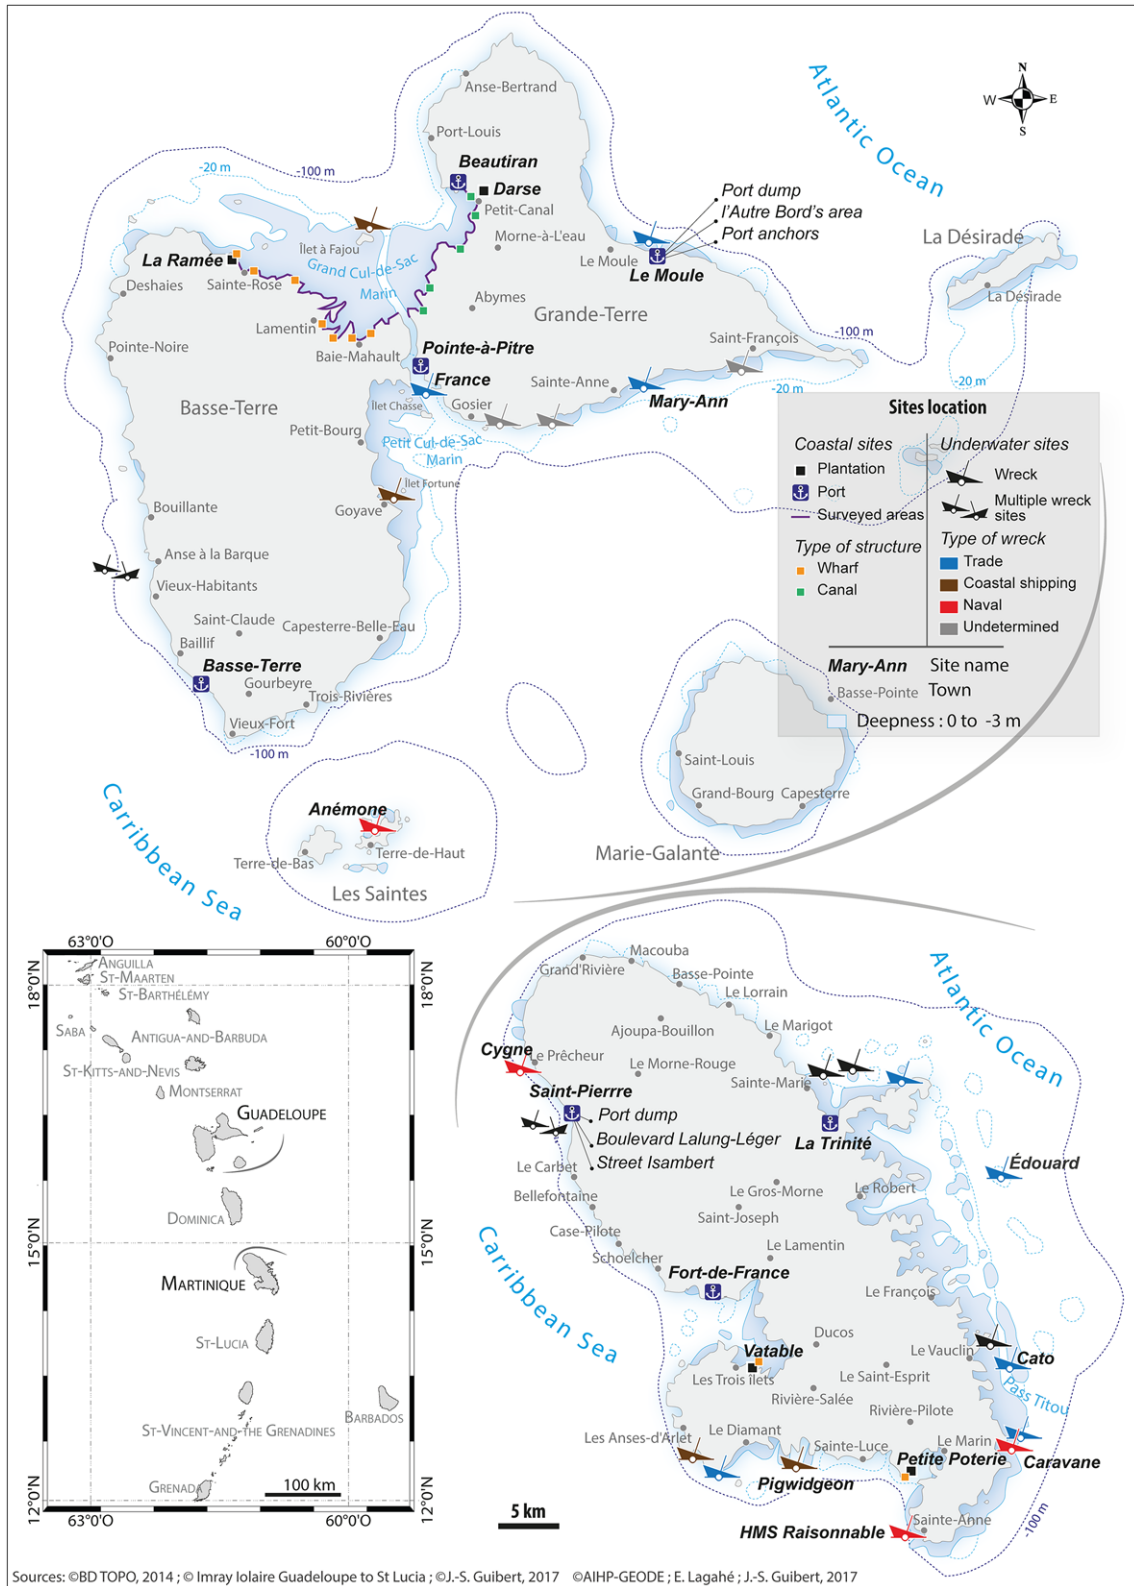 Anse-Bertrand
Atlantic Ocean
N
W
E
S
Port-Louis
-20 m
-100 m
Beautiran
Darse
Petit-Canal
Port dump
l'Autre Bord's area
Port anchors
Îlet à Fajou
Morne-à-L'eau
Le Moule
Le Moule
La Désirade
La Ramée
Grand Cul-de-Sac
Marin
Sainte-Rose
Deshaies
La Désirade
Abymes
Grande-Terre
Lamentin
-100 m
Saint-François
Pointe-Noire
Baie-Mahault
Pointe-à-Pitre
France
Sainte-Anne
-20 m
-20 m
Mary-Ann
Basse-Terre
Îlet Chasse
Gosier
Petit-Bourg
Petit Cul-de-Sac
Marin
Îlet Fortune
Goyave
Bouillante
Anse à la Barque
Vieux-Habitants
Saint-Claude
Capesterre-Belle-Eau
Baillif
Basse-Terre
Gourbeyre
Trois-Rivières
Vieux-Fort
-100 m
Sites location
Coastal sites
Plantation
Port
Surveyed areas
Type of structure
Wharf
Canal
Underwater sites
Wreck
Multiple wreck
sites
Type of wreck
Trade
Coastal shipping
Naval
Undetermined
Mary-Ann
Site name
Basse-Pointe
Town
Deepness : 0 to -3 m
Saint-Louis
Grand-Bourg
Capesterre
Marie-Galante
Carribbean Sea
Anémone
Terre-de-Bas
Terre-de-Haut
Les Saintes
63°0'0
60°0'0
18°0'N
18°0'N
Anguilla
St-Maarten
St-Barthélémy
Saba
Antigua-and-Barbuda
St-Kitts-and-Nevis
Montserrat
Guadeloupe
Dominica
15°0'N
15°0'N
Martinique
St-Lucia
Barbados
St-Vincent-and-the Grenadines
Grenada
100 km
12°0'N
12°0'N
63°0'0
60°0'0
Macouba
Grand'Rivière
Basse-Pointe
Le Lorrain
Atlantic Ocean
Ajoupa-Bouillon
Le Marigot
Cygne
Le Prêcheur
Le Morne-Rouge
Sainte-Marie
Saint-Pierrre
Port dump
Boulevard Lalung-Léger
Street Isambert
La Trinité
Édouard
Le Carbet
Bellefontaine
Le Gros-Morne
Le Robert
Saint-Joseph
Case-Pilote
Schoelcher
Le Lamentin
Carribbean Sea
Fort-de-France
Le François
Ducos
Vatable
Le Vauclin
Cato
Les Trois îlets
Le Saint-Esprit
Pass Titou
Rivière-Salée
Rivière-Pilote
Les Anses-d'Arlet
Le Diamant
Sainte-Luce
Le Marin
Petite Poterie
Caravane
Pigwidgeon
HMS Raisonnable
Sainte-Anne
-100 m
5 km
Sources: ©BD TOPO, 2014 ; © Imray Iolaire Guadeloupe to St Lucia ; ©J.-S. Guibert, 2017 ©AIHP-GEODE ; E. Lagahé ; J.-S. Guibert, 2017